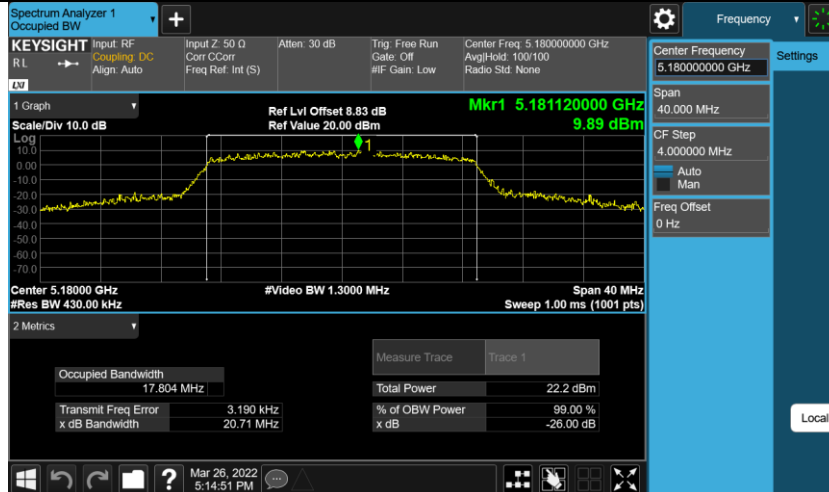 Spectrum Analyzer 1
Occupied BW
+
Frequency
KEYSIGHT
RL
LXI
Input: RF
Coupling: DC
Align: Auto
Input Z: 50 Ω
Corr CCorr
Freq Ref: Int (S)
Atten: 30 dB
Trig: Free Run
Gate: Off
#IF Gain: Low
Center Freq: 5.180000000 GHz
Avg|Hold: 100/100
Radio Std: None
Center Frequency
5.180000000 GHz
Settings
Span
40.000 MHz
CF Step
4.000000 MHz
Auto
Man
Freq Offset
0 Hz
Local
1 Graph
Scale/Div 10.0 dB
Ref Lvl Offset 8.83 dB
Ref Value 20.00 dBm
Mkr1 5.181120000 GHz
9.89 dBm
Log
10.0
0.00
-10.0
-20.0
-30.0
-40.0
-50.0
-60.0
-70.0
1
Center 5.18000 GHz
#Res BW 430.00 kHz
#Video BW 1.3000 MHz
Span 40 MHz
Sweep 1.00 ms (1001 pts)
2 Metrics
Measure Trace Trace 1
Occupied Bandwidth
17.804 MHz
Total Power 22.2 dBm
Transmit Freq Error 3.190 kHz
% of OBW Power 99.00 %
x dB Bandwidth 20.71 MHz
x dB -26.00 dB
?
Mar 26, 2022
5:14:51 PM